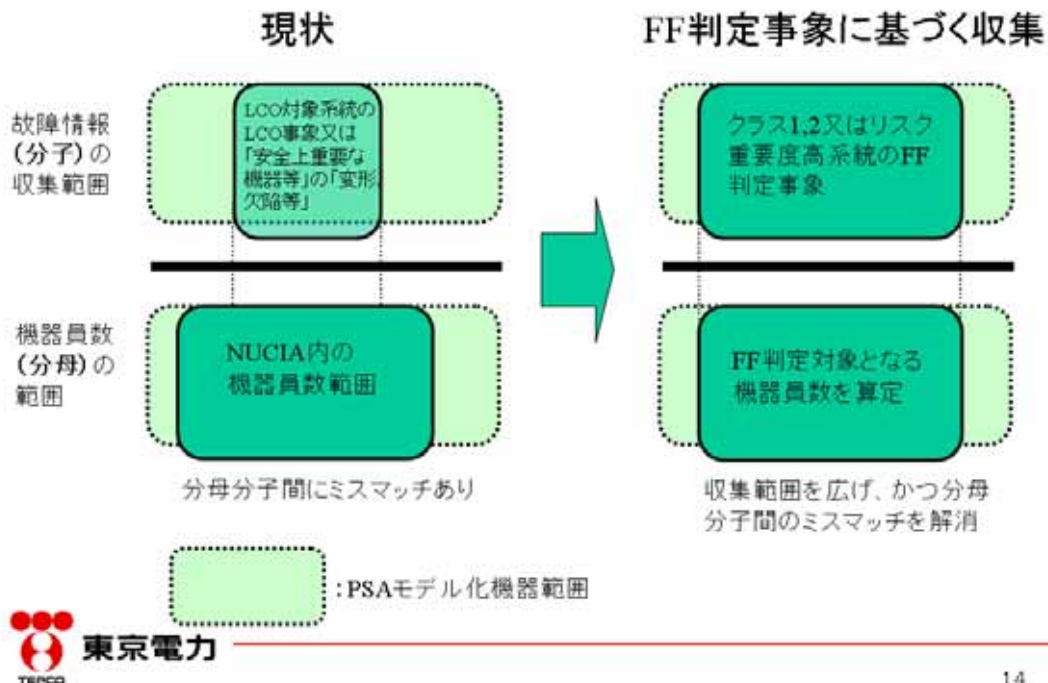 現状
FF判定事象に基づく収集
故障情報
(分子)の
収集範囲
LCO対象系統の
LCO事象又は
「安全上重要な
機器等」の「変形,
欠陥等」
クラス1,2又はリスク
重要度高系統のFF
判定事象
機器員数
(分母)の
範囲
NUCIA内の
機器員数範囲
FF判定対象となる
機器員数を算定
分母分子間にミスマッチあり
収集範囲を広げ、かつ分母
分子間のミスマッチを解消
:PSAモデル化機器範囲
東京電力
TEPCO
14